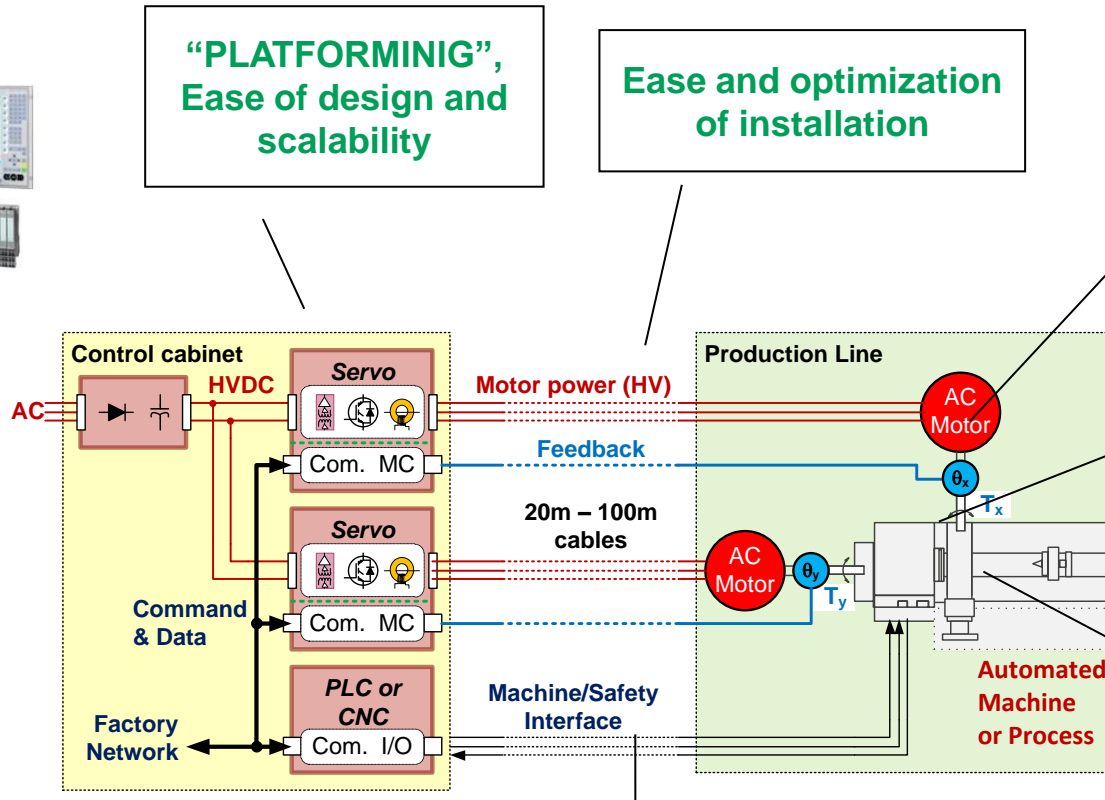 “PLATFORMINIG”,
Ease of design and
scalability
Ease and optimization
of installation
Control cabinet
Production Line
HVDC
Servo
Motor power (HV)
AC
AC
Motor
Feedback
Com. MC
θx
Tx
20m – 100m
cables
Servo
AC
Motor
θy
Ty
Command
& Data
Com. MC
PLC or
CNC
Machine/Safety
Interface
Automated
Machine
or Process
Factory
Network
Com. I/O